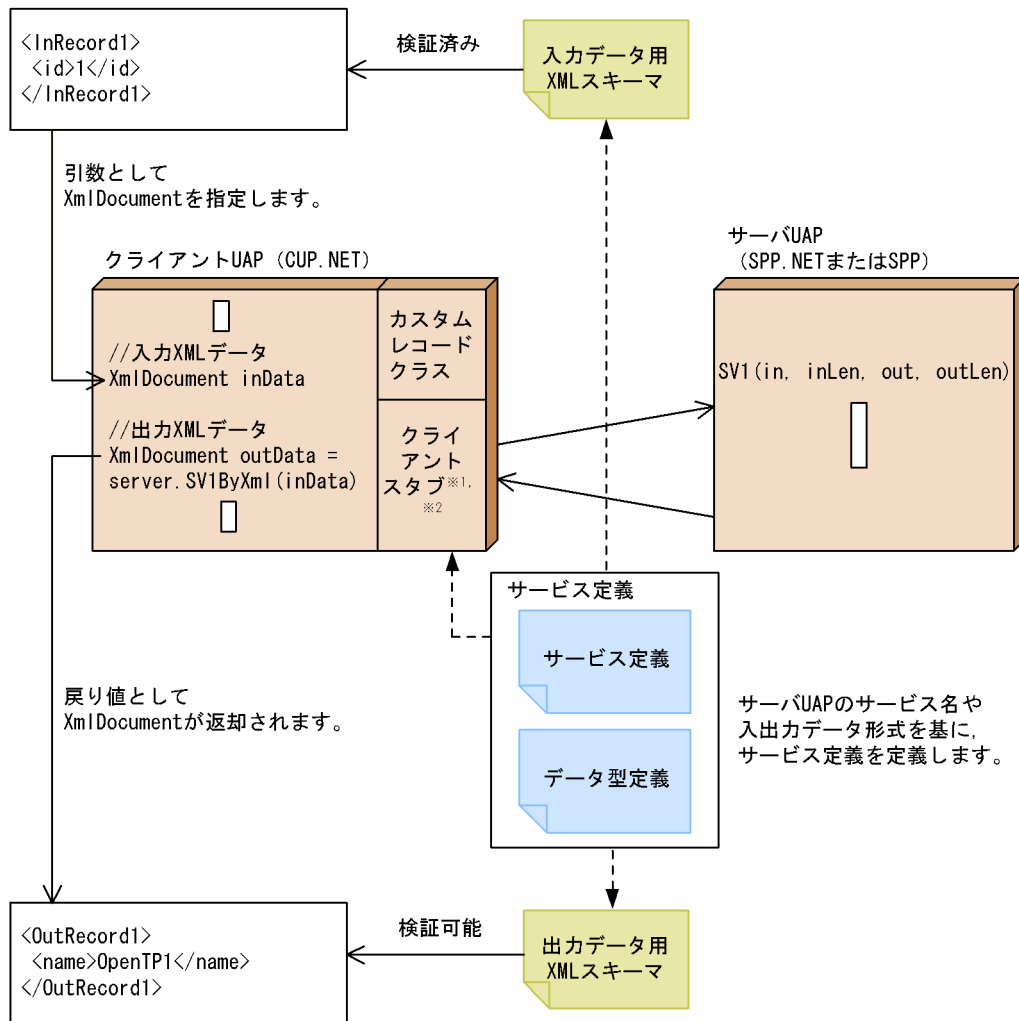 <InRecord1>
<id>1</id>
</InRecord1>
検証済み
入力データ用
XMLスキーマ
引数として
XmlDocumentを指定します。
クライアントUAP（CUP.NET）
サーバUAP
（SPP.NETまたはSPP）
//入力XMLデータ
XmlDocument inData
//出力XMLデータ
XmlDocument outData =
server.SV1ByXml(inData)
カスタム
レコード
クラス
クライ
アント
スタブ※1,
※2
SV1(in, inLen, out, outLen)
サービス定義
サービス定義
データ型定義
戻り値として
XmlDocumentが返却されます。
サーバUAPのサービス名や
入出力データ形式を基に,
サービス定義を定義します。
<OutRecord1>
<name>OpenTP1</name>
</OutRecord1>
検証可能
出力データ用
XMLスキーマ